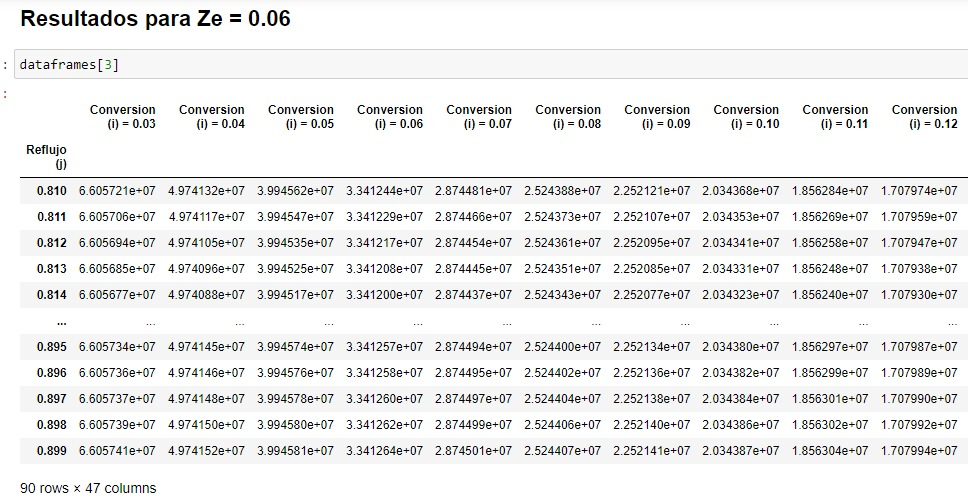 Resultados para Ze = 0.06
: dataframes[3]
:
Conversion Conversion Conversion Conversion Conversion Conversion Conversion Conversion Conversion Conversion
(i) = 0.03 (i) = 0.04 (i) = 0.05 (i) = 0.06 (i) = 0.07 (i) = 0.08 (i) = 0.09 (i) = 0.10 (i) = 0.11 (i) = 0.12
Reflujo
(j)
0.810 6.605721e+07 4.974132e+07 3.994562e+07 3.341244e+07 2.874481e+07 2.524388e+07 2.252121e+07 2.034368e+07 1.856284e+07 1.707974e+07
0.811 6.605706e+07 4.974117e+07 3.994547e+07 3.341229e+07 2.874466e+07 2.524373e+07 2.252107e+07 2.034353e+07 1.856269e+07 1.707959e+07
0.812 6.605694e+07 4.974105e+07 3.994535e+07 3.341217e+07 2.874454e+07 2.524361e+07 2.252095e+07 2.034341e+07 1.856258e+07 1.707947e+07
0.813 6.605685e+07 4.974096e+07 3.994525e+07 3.341208e+07 2.874445e+07 2.524351e+07 2.252085e+07 2.034331e+07 1.856248e+07 1.707938e+07
0.814 6.605677e+07 4.974088e+07 3.994517e+07 3.341200e+07 2.874437e+07 2.524343e+07 2.252077e+07 2.034323e+07 1.856240e+07 1.707930e+07
... ... ... ... ... ... ... ... ... ... ...
0.895 6.605734e+07 4.974145e+07 3.994574e+07 3.341257e+07 2.874494e+07 2.524400e+07 2.252134e+07 2.034380e+07 1.856297e+07 1.707987e+07
0.896 6.605736e+07 4.974146e+07 3.994576e+07 3.341258e+07 2.874495e+07 2.524402e+07 2.252136e+07 2.034382e+07 1.856299e+07 1.707989e+07
0.897 6.605737e+07 4.974148e+07 3.994578e+07 3.341260e+07 2.874497e+07 2.524404e+07 2.252138e+07 2.034384e+07 1.856301e+07 1.707990e+07
0.898 6.605739e+07 4.974150e+07 3.994580e+07 3.341262e+07 2.874499e+07 2.524406e+07 2.252140e+07 2.034386e+07 1.856302e+07 1.707992e+07
0.899 6.605741e+07 4.974152e+07 3.994581e+07 3.341264e+07 2.874501e+07 2.524407e+07 2.252141e+07 2.034387e+07 1.856304e+07 1.707994e+07
90 rows × 47 columns